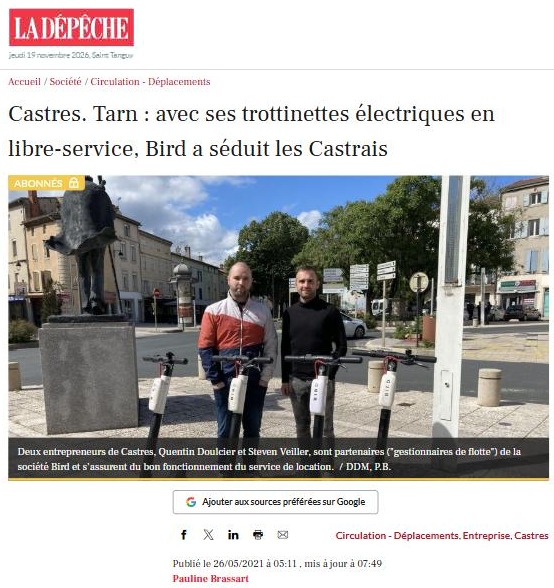 LA DÉPÊCHE
jeudi 19 novembre 2026, Saint Tanguy
Accueil / Société / Circulation - Déplacements
Castres. Tarn : avec ses trottinettes électriques en
libre-service, Bird a séduit les Castrais
ABONNÉS
BIRD
Deux entrepreneurs de Castres, Quentin Doulcier et Steven Veiller, sont partenaires ("gestionnaires de flotte") de la
société Bird et s'assurent du bon fonctionnement du service de location. / DDM, P.B.
Ajouter aux sources préférées sur Google
Circulation - Déplacements, Entreprise, Castres
Publié le 26/05/2021 à 05:11 , mis à jour à 07:49
Pauline Brassart